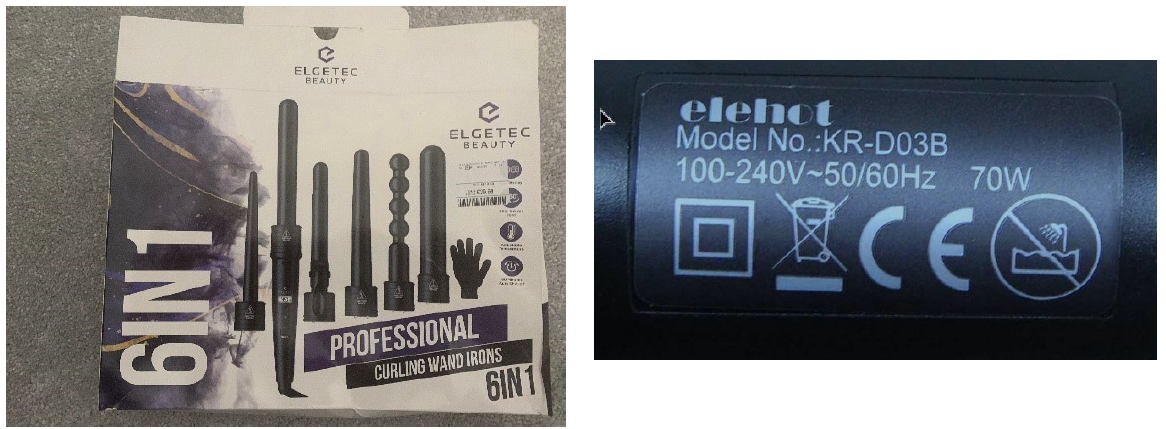 ELGETEC
BEAUTY
ELGETEC
BEAUTY
6IN1
PROFESSIONAL
CURLING WAND IRONS
6IN1
elehot
Model No.:KR-D03B
100-240V~50/60Hz 70W